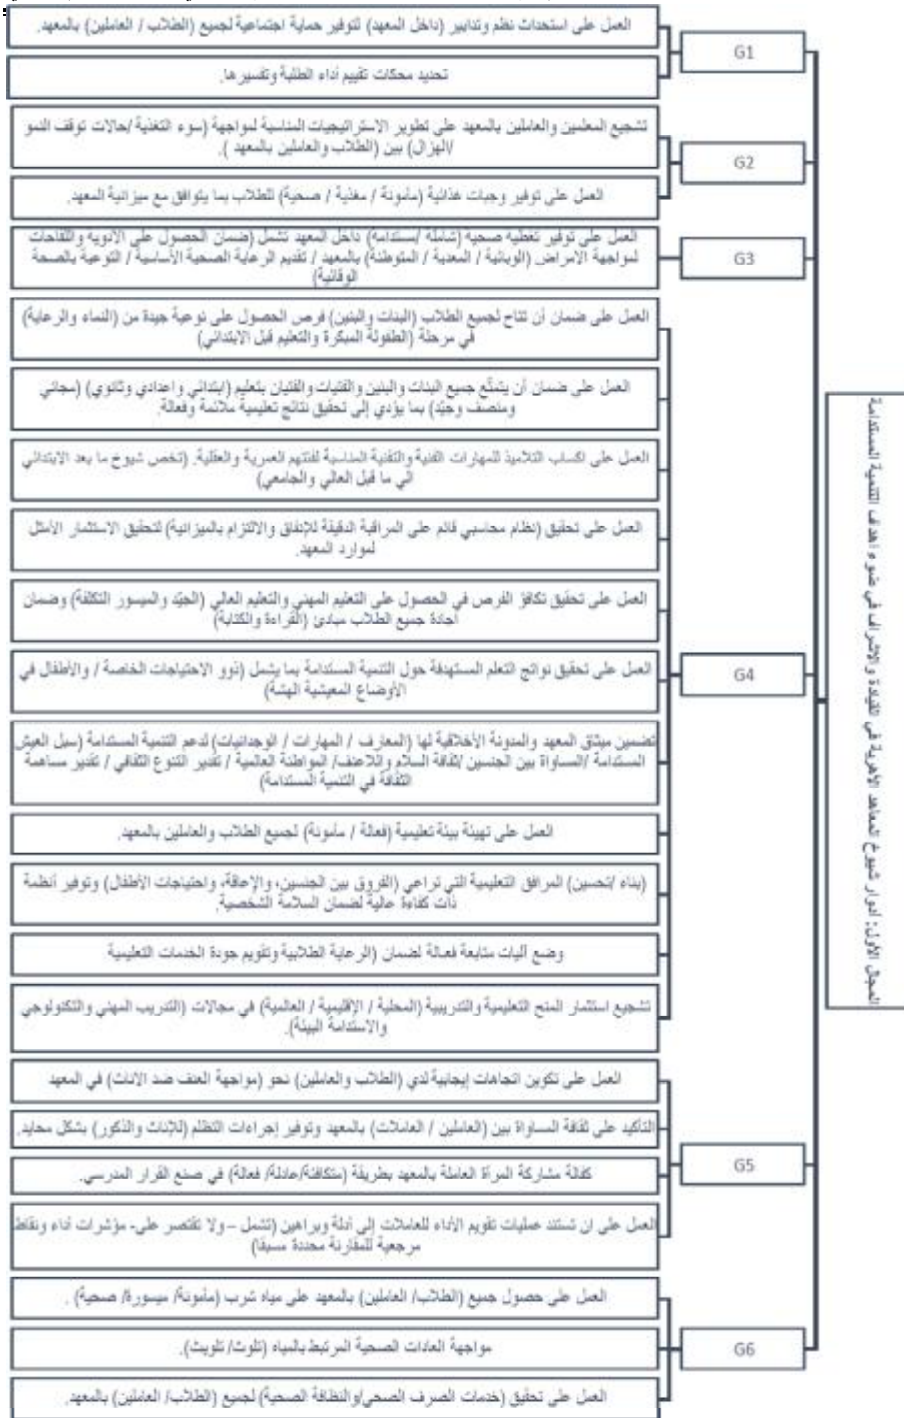 المجال الأول: أدوار شيوخ المعاهد الأزهرية في القيادة والاشراف في ضوء أهداف التنمية المستدامة
G1
العمل على استحداث نظم وتدابير (داخل المعهد) لتوفير حماية اجتماعية لجميع (الطلاب / العاملين) بالمعهد.
تحديد محكات تقييم أداء الطلبة وتفسيرها.
G2
تشجيع المعلمين والعاملين بالمعهد على تطوير الاستراتيجيات المناسبة لمواجهة (سوء التغذية /حالات توقف النمو
/الهزال) بين (الطلاب والعاملين بالمعهد ).
العمل على توفير وجبات غذائية (مأمونة / مغذية / صحية) للطلاب بما يتوافق مع ميزانية المعهد.
G3
العمل على توفير تغطية صحية (شاملة /مستدامة) داخل المعهد تشمل (ضمان الحصول على الادوية واللقاحات
لمواجهة الامراض (الوبائية / المعدية / المتوطنة) بالمعهد / تقديم الرعاية الصحية الأساسية / التوعية بالصحة
الوقائية)
G4
العمل على ضمان أن تتاح لجميع الطلاب (البنات والبنين) فرص الحصول على نوعية جيدة من (النماء والرعاية)
في مرحلة (الطفولة المبكرة والتعليم قبل الابتدائي)
العمل على ضمان أن يتمتّع جميع البنات والبنين والفتيات والفتيان بتعليم (ابتدائي واعدادي وثانوي) (مجاني
ومنصف وجيّد) بما يؤدي إلى تحقيق نتائج تعليمية ملائمة وفعالة.
العمل على اكساب التلاميذ للمهارات الفنية والتقنية المناسبة لفئتهم العمرية والعقلية. (تخص شيوخ ما بعد الابتدائي
الي ما قبل العالي والجامعي)
العمل على تحقيق (نظام محاسبي قائم على المراقبة الدقيقة للإنفاق والالتزام بالميزانية) لتحقيق الاستثمار الأمثل
لموارد المعهد.
العمل على تحقيق تكافؤ الفرص في الحصول على التعليم المهني والتعليم العالي (الجيّد والميسور التكلفة) وضمان
اجادة جميع الطلاب مبادئ (القراءة والكتابة)
العمل على تحقيق نواتج التعلم المستهدفة حول التنمية المستدامة بما يشمل (ذوو الاحتياجات الخاصة / والأطفال في
الأوضاع المعيشية الهشة)
تضمين ميثاق المعهد والمدونة الأخلاقية لها (المعارف / المهارات / الوجدانيات) لدعم التنمية المستدامة (سبل العيش
المستدامة /المساواة بين الجنسين /ثقافة السلام واللاعنف/ المواطنة العالمية / تقدير التنوع الثقافي / تقدير مساهمة
الثقافة في التنمية المستدامة)
العمل على تهيئة بيئة تعليمية (فعالة / مأمونة) لجميع الطلاب والعاملين بالمعهد.
(بناء /تحسين) المرافق التعليمية التي تراعي (الفروق بين الجنسين، والإعاقة، واحتياجات الأطفال) وتوفير أنظمة
ذات كفاءة عالية لضمان السلامة الشخصية.
وضع آليات متابعة فعالة لضمان (الرعاية الطلابية وتقويم جودة الخدمات التعليمية
تشجيع استثمار المنح التعليمية والتدريبية (المحلية / الإقليمية / العالمية) في مجالات (التدريب المهني والتكنولوجي
والاستدامة البيئة).
G5
العمل على تكوين اتجاهات إيجابية لدي (الطلاب والعاملين) نحو (مواجهة العنف ضد الاناث) في المعهد
التأكيد على ثقافة المساواة بين (العاملين / العاملات) بالمعهد وتوفير إجراءات التظلم (للإناث والذكور) بشكل محايد.
كفالة مشاركة المرأة العاملة بالمعهد بطريقة (متكافئة/عادلة/ فعالة) في صنع القرار المدرسي.
العمل على ان تستند عمليات تقويم الأداء للعاملات إلى أدلة وبراهين (تشمل – ولا تقتصر على- مؤشرات أداء ونقاط
مرجعية للمقارنة محددة مسبقا)
G6
العمل على حصول جميع (الطلاب/ العاملين) بالمعهد على مياه شرب (مأمونة/ ميسورة/ صحية) .
مواجهة العادات الصحية المرتبط بالمياه (تلوث/ تلويث).
العمل على تحقيق (خدمات الصرف الصحي/والنظافة الصحية) لجميع (الطلاب/ العاملين) بالمعهد.